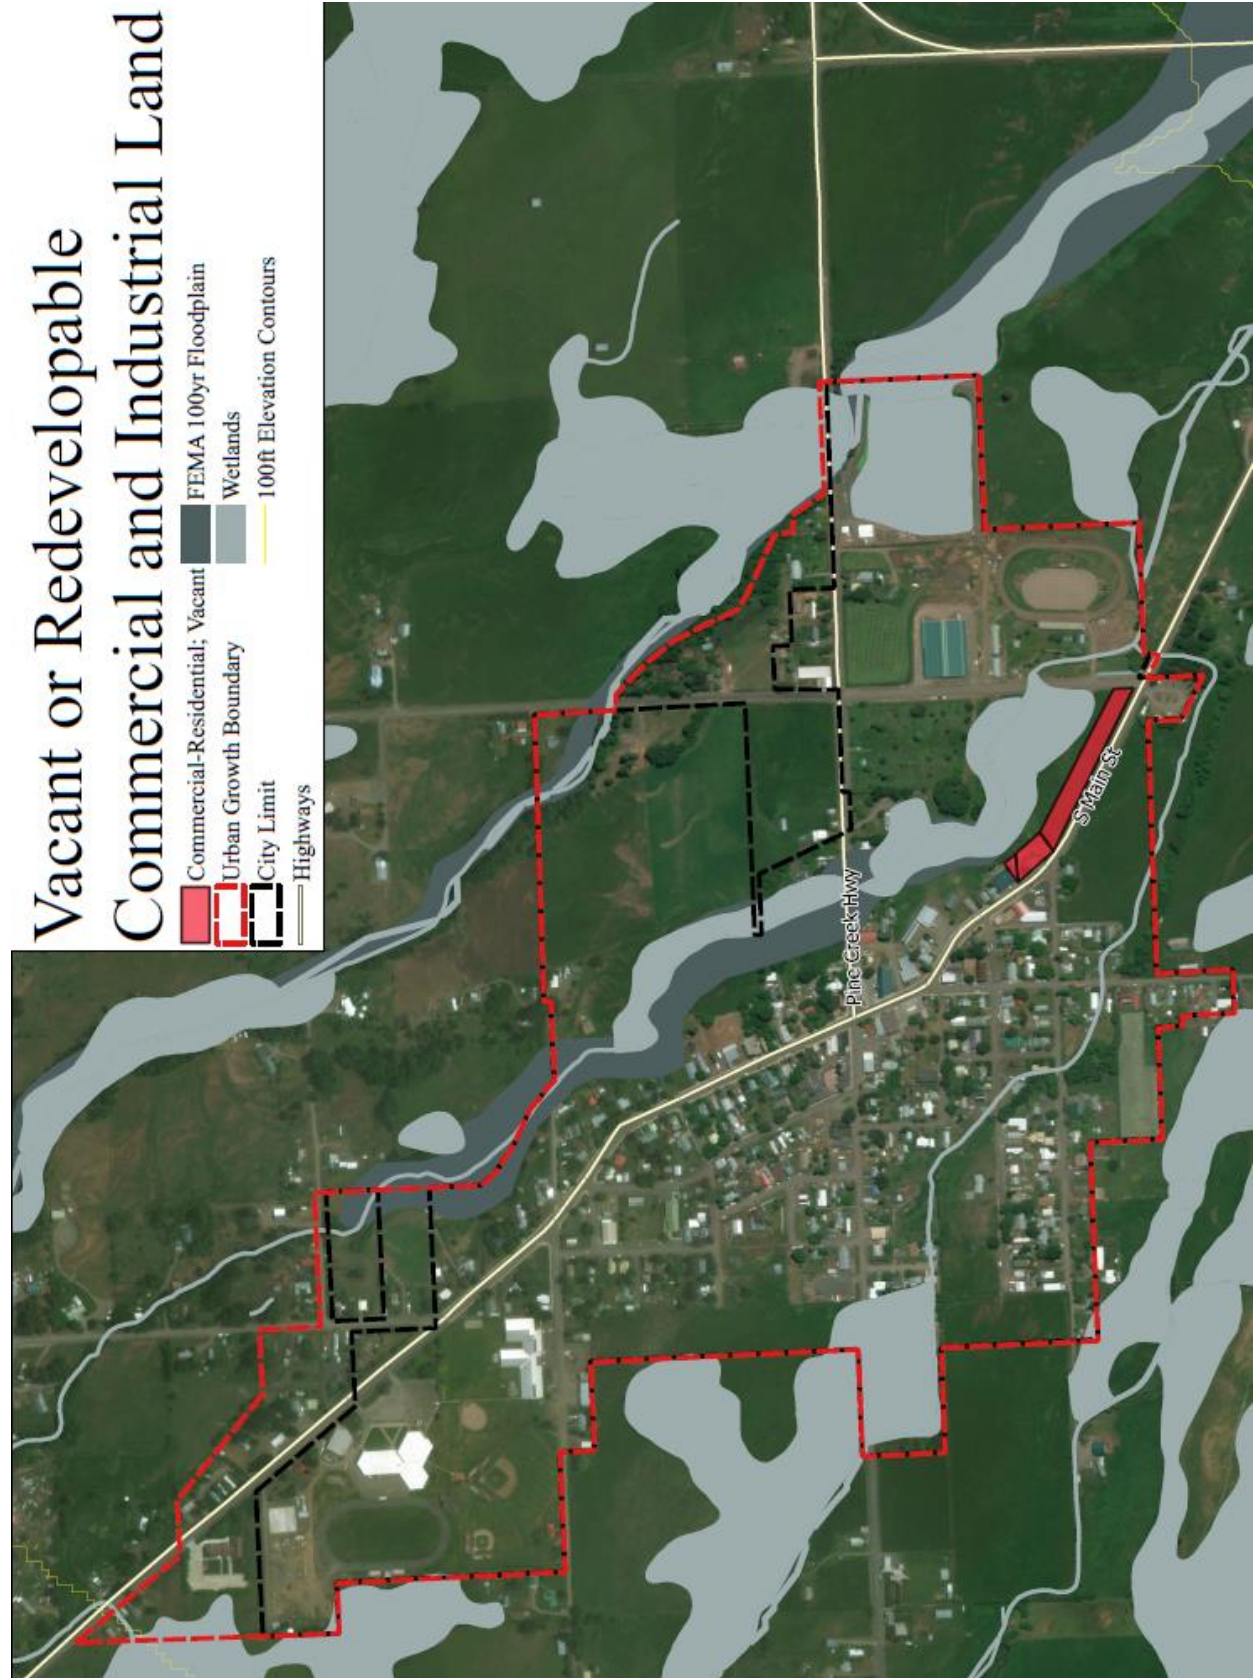 Vacant or Redevelopable
Commercial and Industrial Land
Commercial-Residential; Vacant
Urban Growth Boundary
City Limit
Highways
FEMA 100yr Floodplain
Wetlands
100ft Elevation Contours
Pine Creek Hwy
S Main St